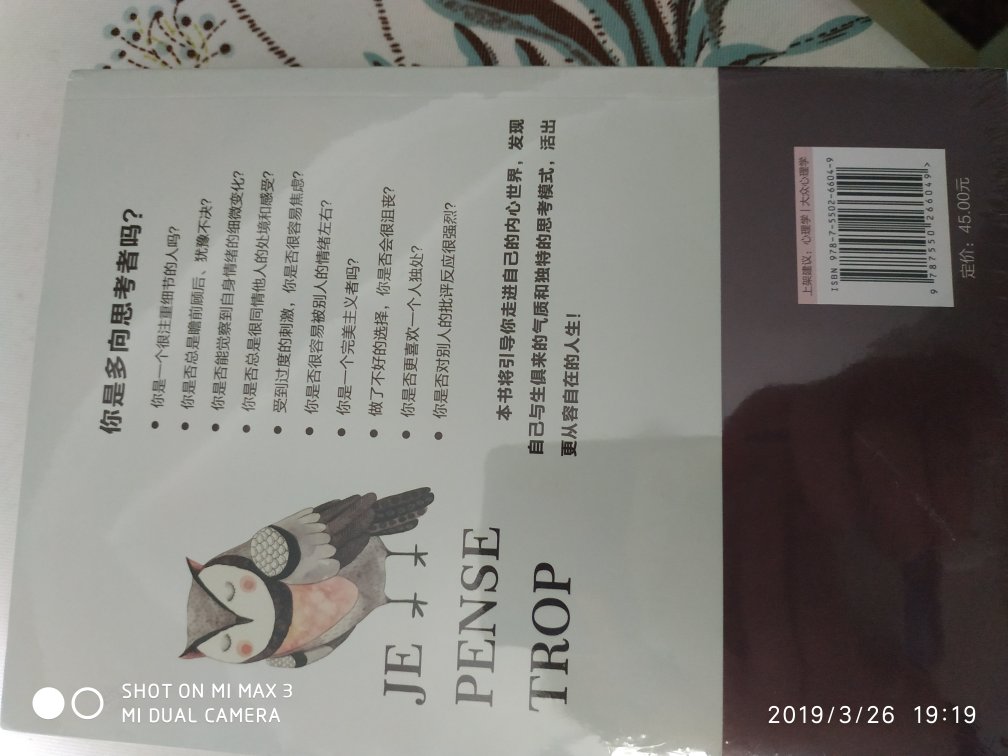 你是多向思考者吗？
● 你是一个很注重细节的人吗？
● 你是否总是瞻前顾后、犹豫不决？
● 你是否能觉察到自身情绪的细微变化？
● 你是否总是很同情他人的处境和感受？
● 受到过度的刺激，你是否很容易焦虑？
● 你是否很容易被别人的情绪左右？
● 你是一个完美主义者吗？
● 做了不好的选择，你是否会很沮丧？
● 你是否更喜欢一个人独处？
● 你是否对别人的批评反应很强烈？
本书将引导你走进自己的内心世界，发现
自己与生俱来的气质和独特的思考模式，活出
更从容自在的人生！
JE
PENSE
TROP
上架建议：心理学 | 大众心理学
ISBN 978-7-5502-6604-9
9 787550 266049 >
定价：45.00元
SHOT ON MI MAX 3
MI DUAL CAMERA
2019/3/26 19:19